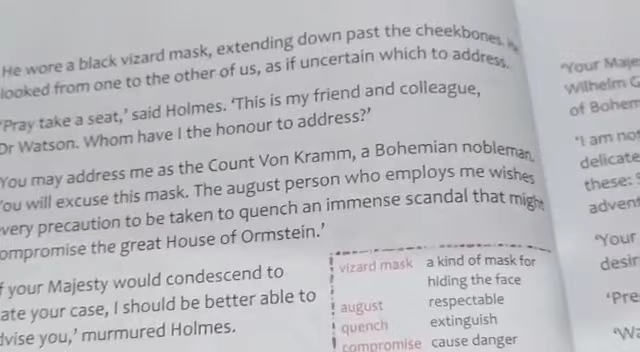 He wore a black vizard mask, extending down past the cheekbones. He
looked from one to the other of us, as if uncertain which to address.
'Pray take a seat,' said Holmes. 'This is my friend and colleague,
Dr Watson. Whom have I the honour to address?'
You may address me as the Count Von Kramm, a Bohemian nobleman.
You will excuse this mask. The august person who employs me wishes
very precaution to be taken to quench an immense scandal that might
ompromise the great House of Ormstein.'
f your Majesty would condescend to
ate your case, I should be better able to
dvise you,' murmured Holmes.
vizard mask a kind of mask for
hiding the face
august respectable
quench extinguish
compromise cause danger
'Your Maje
Wilhelm G
of Bohem
'I am not
delicate
these:
advent
'Your
desir
'Pre
'Wa